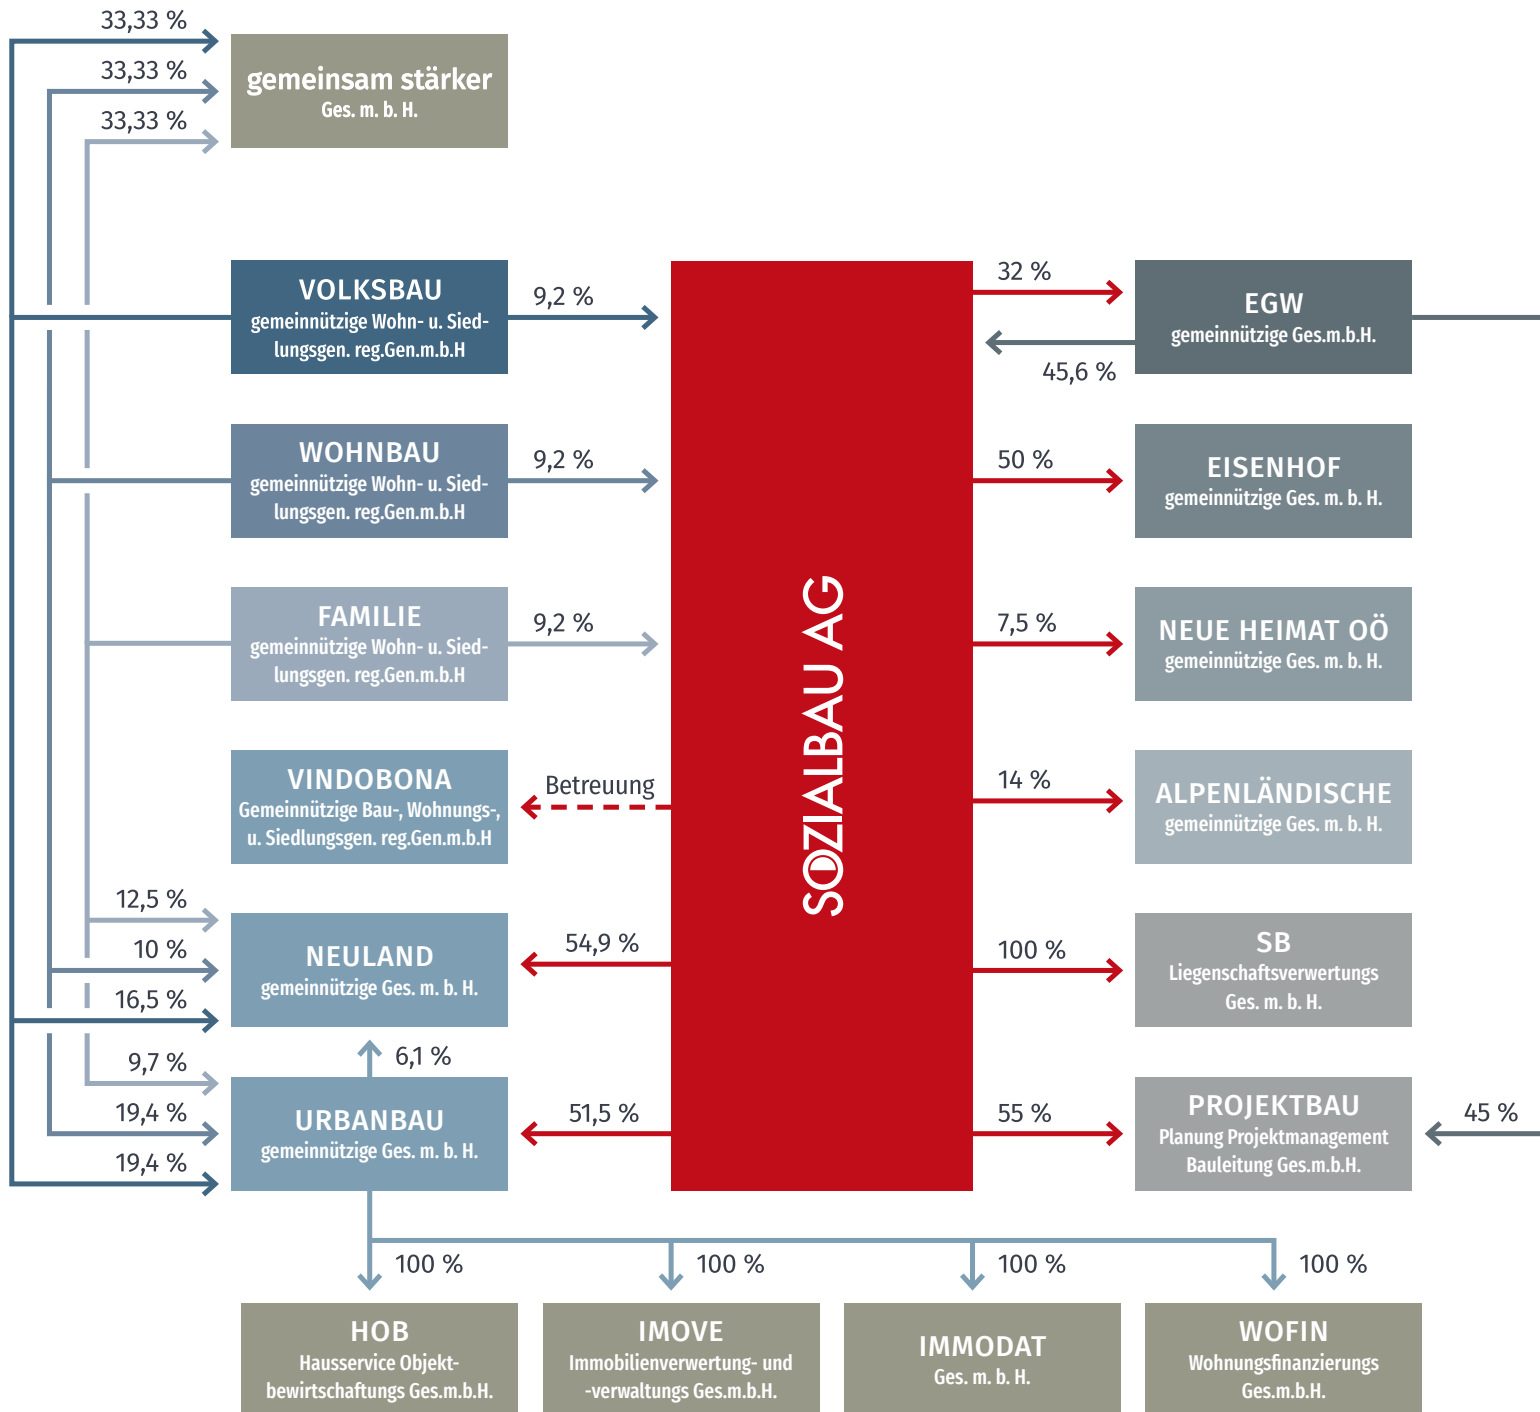 33,33 %
33,33 %
33,33 %
gemeinsam stärker
Ges. m. b. H.
VOLKSBAU
gemeinnützige Wohn- u. Sied-
lungsgen. reg.Gen.m.b.H
9,2 %
WOHNBAU
gemeinnützige Wohn- u. Sied-
lungsgen. reg.Gen.m.b.H
9,2 %
FAMILIE
gemeinnützige Wohn- u. Sied-
lungsgen. reg.Gen.m.b.H
9,2 %
VINDOBONA
Gemeinnützige Bau-, Wohnungs-,
u. Siedlungsgen. reg.Gen.m.b.H
Betreuung
12,5 %
10 %
16,5 %
NEULAND
gemeinnützige Ges. m. b. H.
54,9 %
6,1 %
9,7 %
19,4 %
19,4 %
URBANBAU
gemeinnützige Ges. m. b. H.
51,5 %
SOZIALBAU AG
32 %
45,6 %
EGW
gemeinnützige Ges.m.b.H.
50 %
EISENHOF
gemeinnützige Ges. m. b. H.
7,5 %
NEUE HEIMAT OÖ
gemeinnützige Ges. m. b. H.
14 %
ALPENLÄNDISCHE
gemeinnützige Ges. m. b. H.
100 %
SB
Liegenschaftsverwertungs
Ges. m. b. H.
55 %
PROJEKTBAU
Planung Projektmanagement
Bauleitung Ges.m.b.H.
45 %
100 %
100 %
100 %
100 %
HOB
Hausservice Objekt-
bewirtschaftungs Ges.m.b.H.
IMOVE
Immobilienverwertung- und
-verwaltungs Ges.m.b.H.
IMMODAT
Ges. m. b. H.
WOFIN
Wohnungsfinanzierungs
Ges.m.b.H.